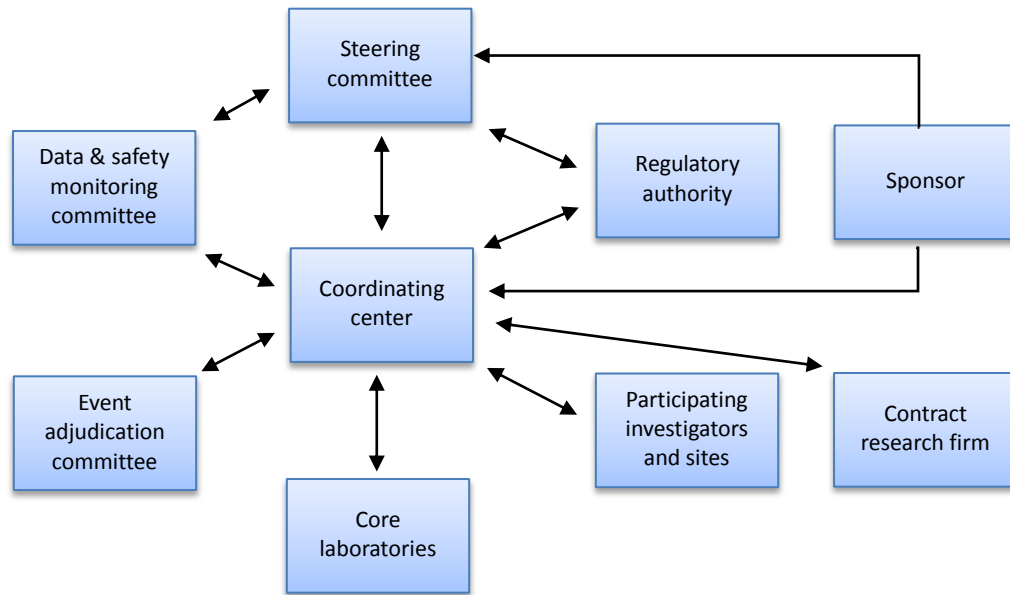 Steering
committee
Data & safety
monitoring
committee
Regulatory
authority
Sponsor
Coordinating
center
Event
adjudication
committee
Participating
investigators
and sites
Contract
research firm
Core
laboratories